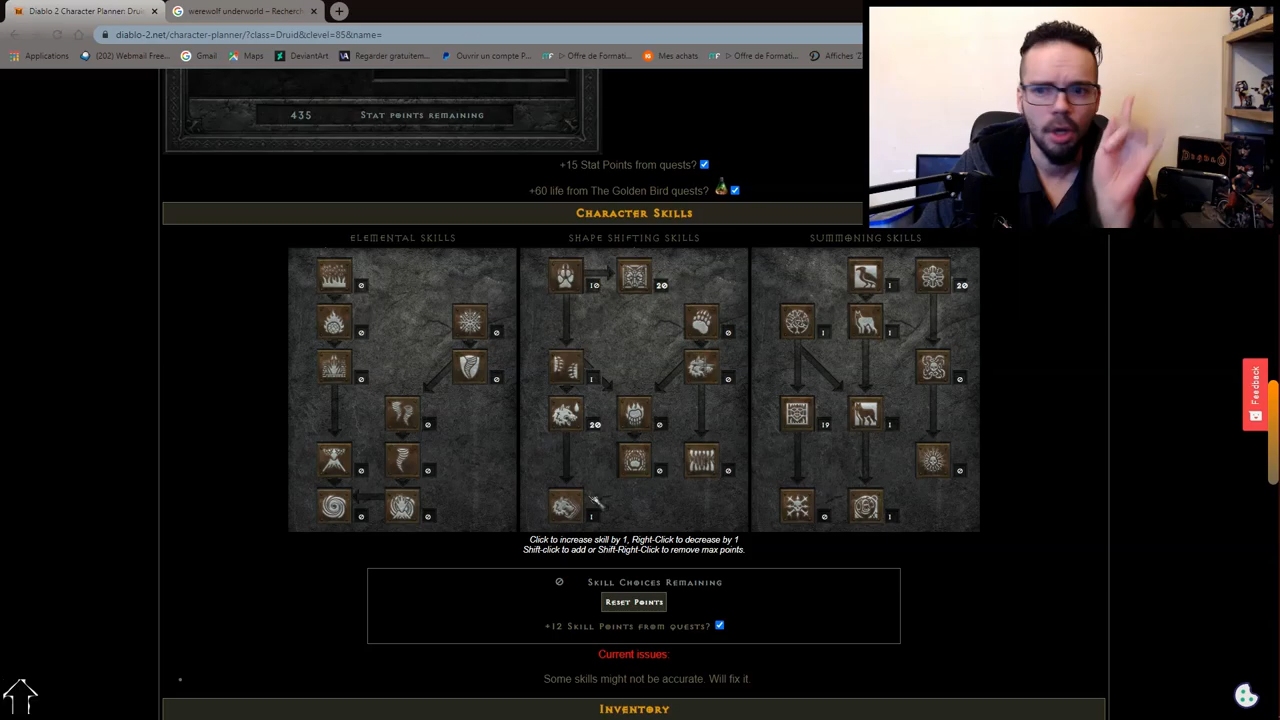 Diablo 2 Character Planner: Drui
werewolf underworld – Recherch
diablo-2.net/character-planner/?class=Druid&clevel=85&name=
Applications
(202) Webmail Free...
Gmail
Maps
DeviantArt
Regarder gratuitem...
Ouvrir un compte P...
▷ Offre de Formati...
Mes achats
▷ Offre de Formati...
Affiches 'Z
DIABLO
435 Stat points remaining
+15 Stat Points from quests?
+60 life from The Golden Bird quests?
Character Skills
Elemental Skills
Shape Shifting Skills
Summoning Skills
0
10
20
1
20
0
0
0
1
1
0
0
1
0
0
0
20
0
19
1
0
0
0
0
0
0
0
1
0
1
Click to increase skill by 1, Right-Click to decrease by 1
Shift-click to add or Shift-Right-Click to remove max points.
0 Skill Choices Remaining
Reset Points
+12 Skill Points from quests?
Current issues:
Some skills might not be accurate. Will fix it.
Inventory
Feedback